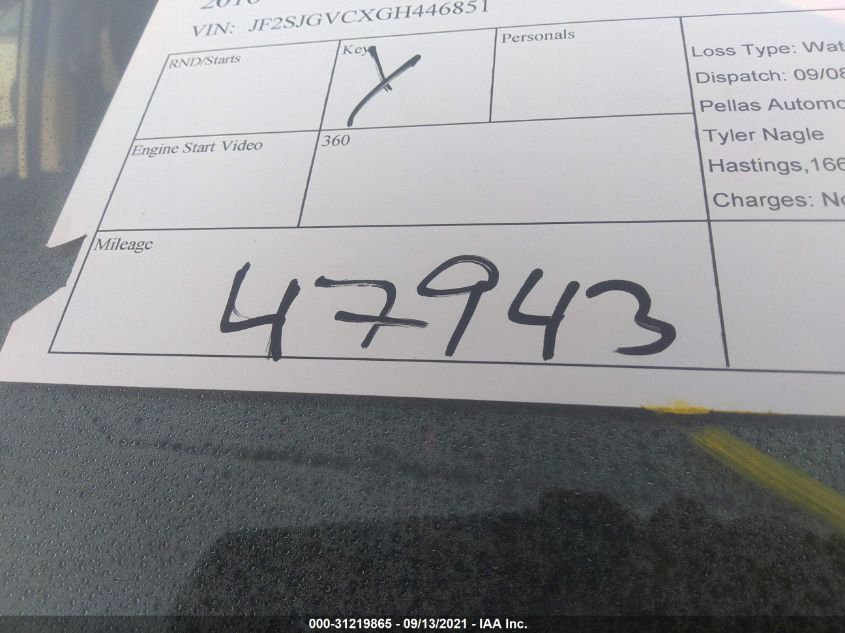 VIN: JF2SJGVCXGH446851
RND/Starts
Key
Y
Personals
Engine Start Video
360
Mileage
47943
Loss Type: Wat
Dispatch: 09/08
Pellas Automo
Tyler Nagle
Hastings,166
Charges: No
000-31219865 - 09/13/2021 - IAA Inc.